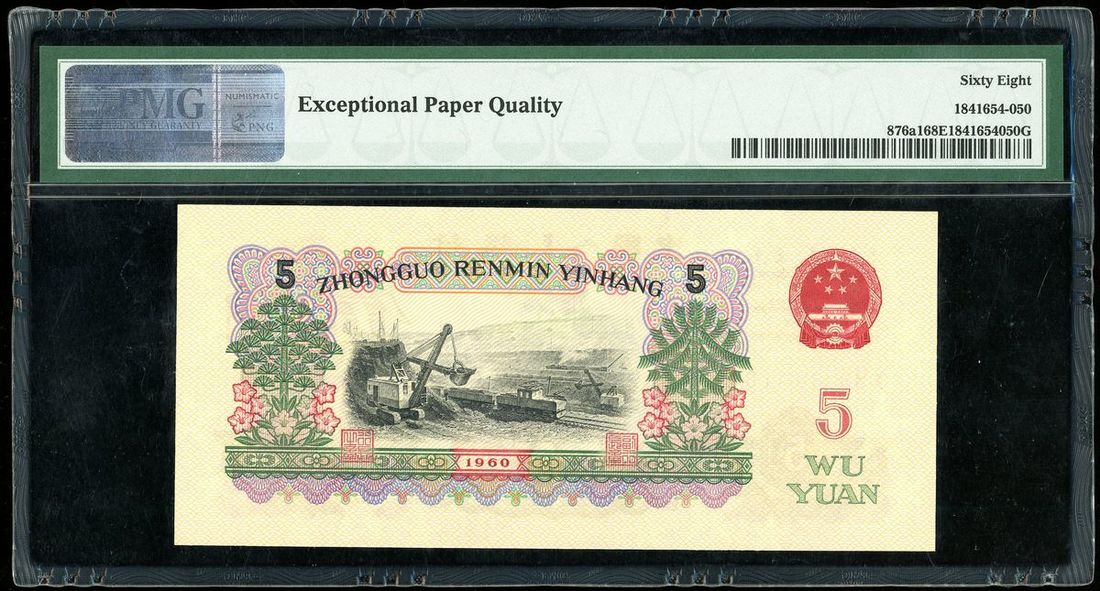 PMG
NUMISMATIC
PNG
Exceptional Paper Quality
Sixty Eight
1841654-050
876a168E1841654050G
5
ZHONGGUO RENMIN YINHANG
5
1960
5
WU
YUAN